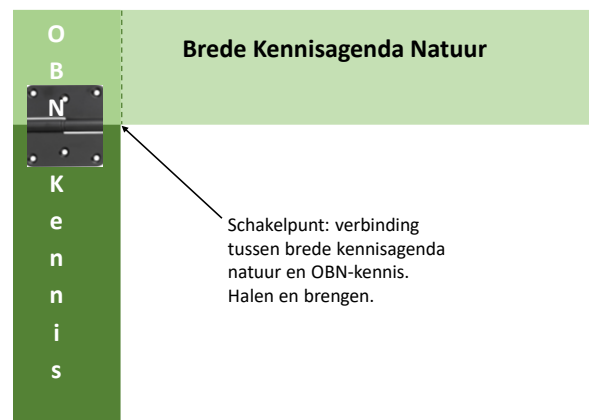 O
B
N
K
e
n
n
i
s
Brede Kennisagenda Natuur
Schakelpunt: verbinding
tussen brede kennisagenda
natuur en OBN-kennis.
Halen en brengen.